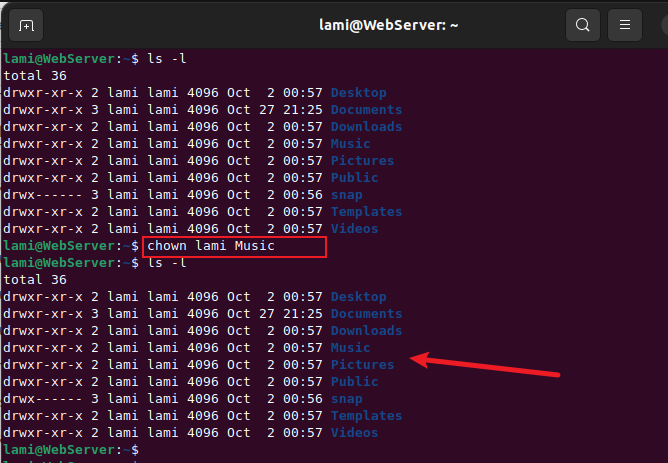 lami@WebServer: ~
lami@WebServer:~$ ls -l
total 36
drwxr-xr-x 2 lami lami 4096 Oct  2 00:57 Desktop
drwxr-xr-x 3 lami lami 4096 Oct 27 21:25 Documents
drwxr-xr-x 2 lami lami 4096 Oct  2 00:57 Downloads
drwxr-xr-x 2 lami lami 4096 Oct  2 00:57 Music
drwxr-xr-x 2 lami lami 4096 Oct  2 00:57 Pictures
drwxr-xr-x 2 lami lami 4096 Oct  2 00:57 Public
drwx------ 3 lami lami 4096 Oct  2 00:56 snap
drwxr-xr-x 2 lami lami 4096 Oct  2 00:57 Templates
drwxr-xr-x 2 lami lami 4096 Oct  2 00:57 Videos
lami@WebServer:~$ chown lami Music
lami@WebServer:~$ ls -l
total 36
drwxr-xr-x 2 lami lami 4096 Oct  2 00:57 Desktop
drwxr-xr-x 3 lami lami 4096 Oct 27 21:25 Documents
drwxr-xr-x 2 lami lami 4096 Oct  2 00:57 Downloads
drwxr-xr-x 2 lami lami 4096 Oct  2 00:57 Music
drwxr-xr-x 2 lami lami 4096 Oct  2 00:57 Pictures
drwxr-xr-x 2 lami lami 4096 Oct  2 00:57 Public
drwx------ 3 lami lami 4096 Oct  2 00:56 snap
drwxr-xr-x 2 lami lami 4096 Oct  2 00:57 Templates
drwxr-xr-x 2 lami lami 4096 Oct  2 00:57 Videos
lami@WebServer:~$